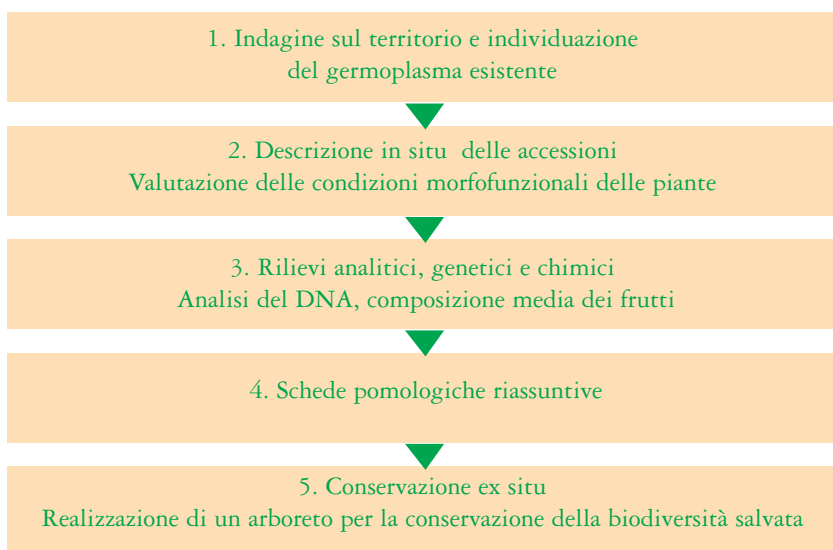 1. Indagine sul territorio e individuazione
del germoplasma esistente
2. Descrizione in situ delle accessioni
Valutazione delle condizioni morfofunzionali delle piante
3. Rilievi analitici, genetici e chimici
Analisi del DNA, composizione media dei frutti
4. Schede pomologiche riassuntive
5. Conservazione ex situ
Realizzazione di un arboreto per la conservazione della biodiversità salvata